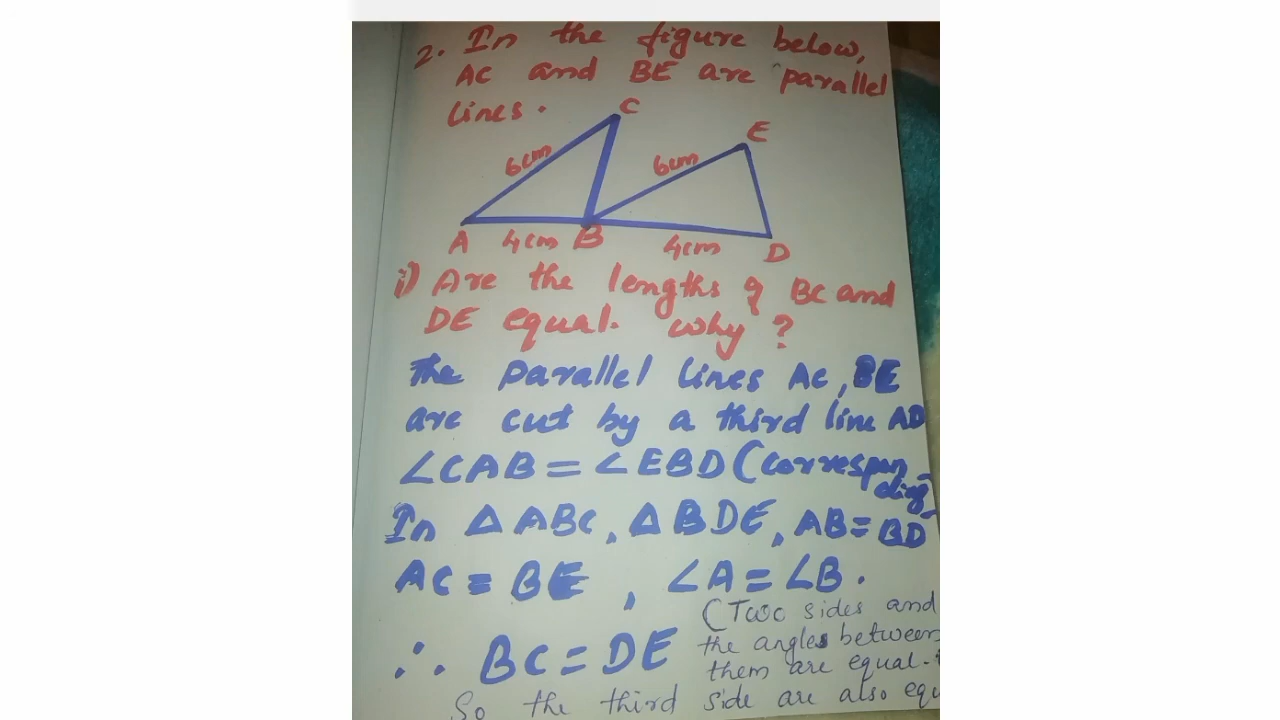 2. In the figure below,
AC and BE are parallel
lines.
C
E
6cm
6cm
A 4cm B 4cm D
i) Are the lengths of BC and
DE equal. Why?
The parallel lines AC, BE
are cut by a third line AD
∠CAB = ∠EBD (Correspon
ding
In △ ABC, △ BDE, AB = BD
AC = BE, ∠A = ∠B.
(Two sides and
∴ BC = DE the angles between
them are equal.
So the third side are also equ